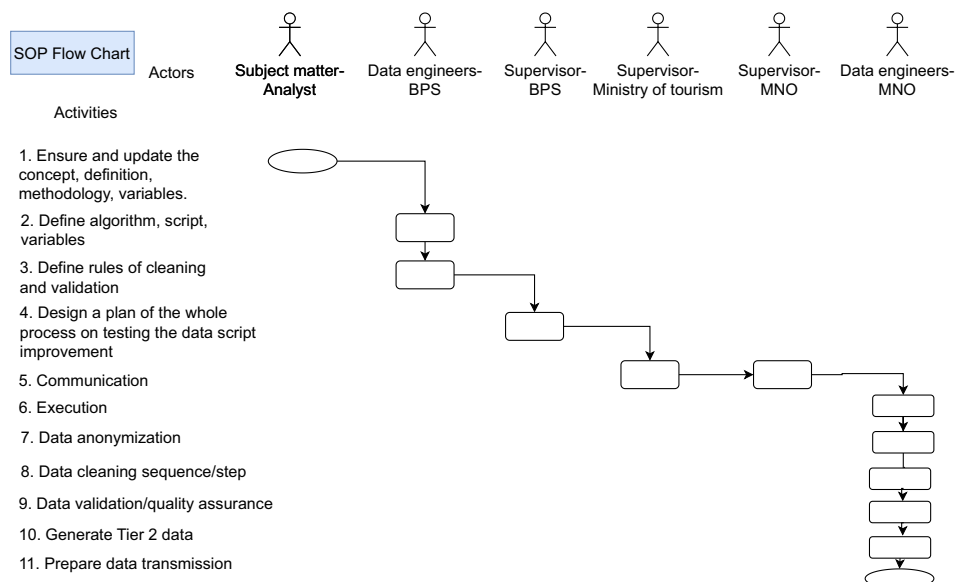 SOP Flow Chart
Actors
Subject matter-
Analyst
Data engineers-
BPS
Supervisor-
BPS
Supervisor-
Ministry of tourism
Supervisor-
MNO
Data engineers-
MNO
Activities
1. Ensure and update the
concept, definition,
methodology, variables.
2. Define algorithm, script,
variables
3. Define rules of cleaning
and validation
4. Design a plan of the whole
process on testing the data script
improvement
5. Communication
6. Execution
7. Data anonymization
8. Data cleaning sequence/step
9. Data validation/quality assurance
10. Generate Tier 2 data
11. Prepare data transmission